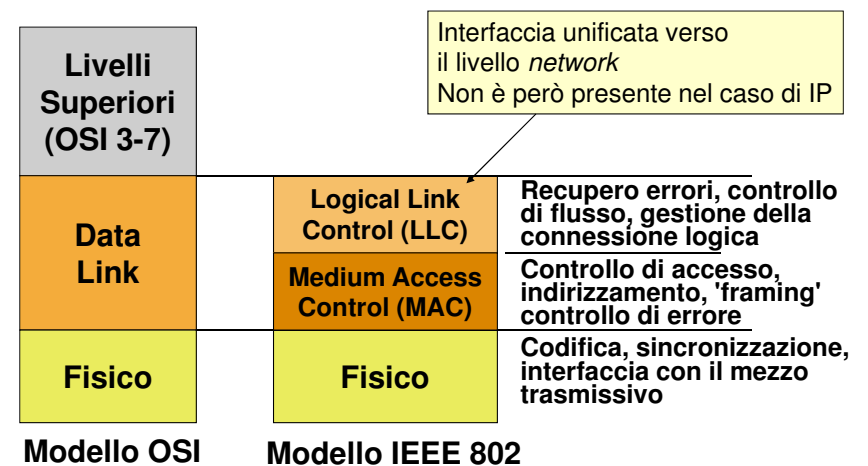 Interfaccia unificata verso
il livello network
Non è però presente nel caso di IP
Livelli
Superiori
(OSI 3-7)
Data
Link
Fisico
Modello OSI
Logical Link
Control (LLC)
Medium Access
Control (MAC)
Fisico
Modello IEEE 802
Recupero errori, controllo
di flusso, gestione della
connessione logica
Controllo di accesso,
indirizzamento, 'framing'
controllo di errore
Codifica, sincronizzazione,
interfaccia con il mezzo
trasmissivo